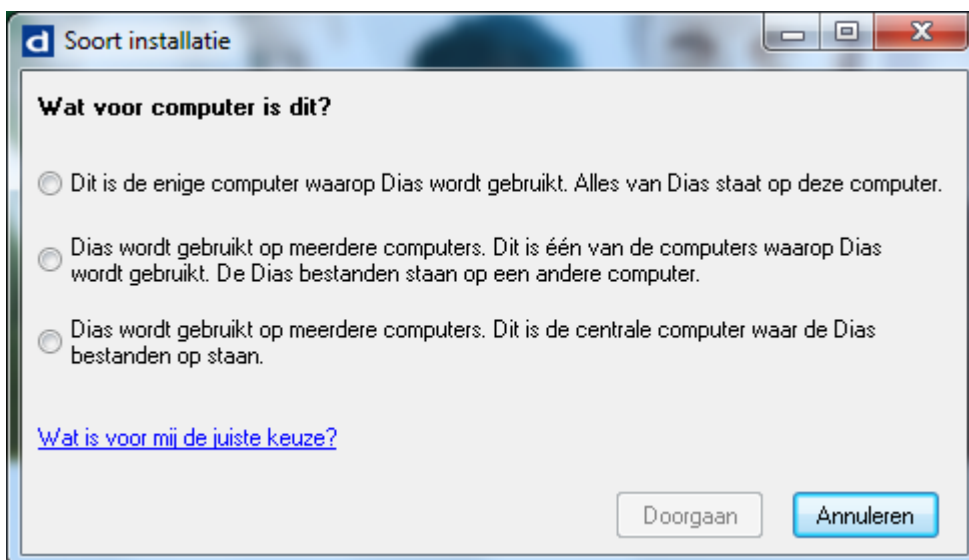 d Soort installatie
Wat voor computer is dit?
Dit is de enige computer waarop Dias wordt gebruikt. Alles van Dias staat op deze computer.
Dias wordt gebruikt op meerdere computers. Dit is één van de computers waarop Dias
wordt gebruikt. De Dias bestanden staan op een andere computer.
Dias wordt gebruikt op meerdere computers. Dit is de centrale computer waar de Dias
bestanden op staan.
Wat is voor mij de juiste keuze?
Doorgaan Annuleren